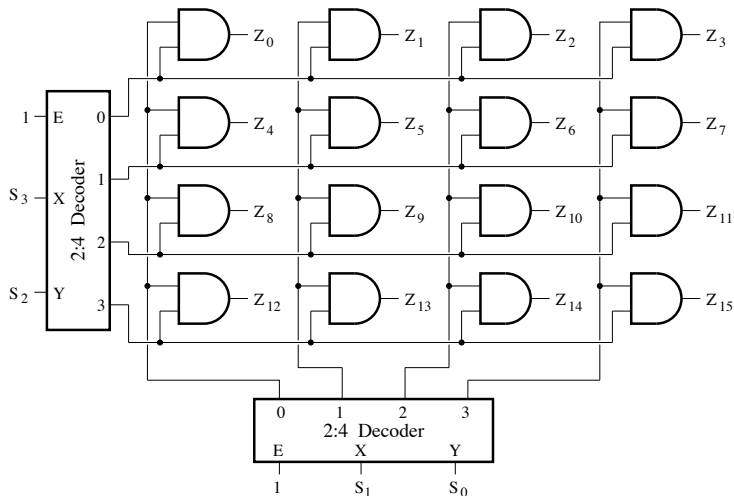 Z0 Z1 Z2 Z3
1 E 0 Z4 Z5 Z6 Z7
1
S3 X 2:4 Decoder Z8 Z9 Z10 Z11
2
S2 Y 3 Z12 Z13 Z14 Z15
0 1 2 3
2:4 Decoder
E X Y
1 S1 S0